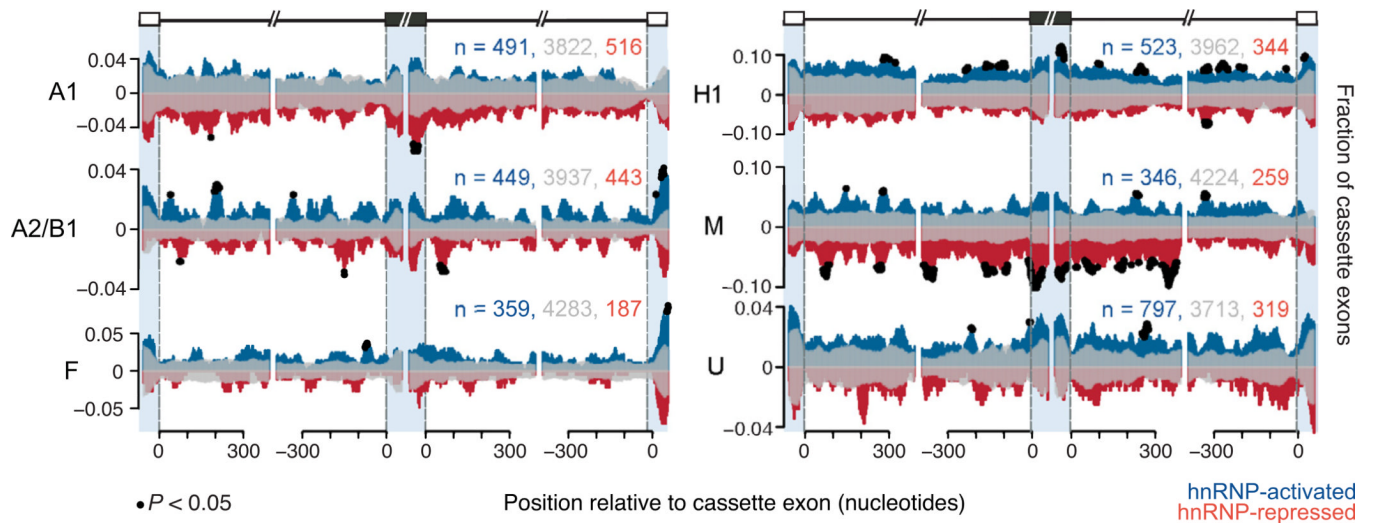 n = 491, 3822, 516
0.04
A1
0
−0.04
n = 449, 3937, 443
0.04
A2/B1
0
−0.04
n = 359, 4283, 187
0.05
F
0
−0.05
0 300 −300 0 0 300 −300 0
n = 523, 3962, 344
0.10
H1
0
−0.10
n = 346, 4224, 259
0.10
M
0
−0.10
n = 797, 3713, 319
0.04
U
0
−0.04
0 300 −300 0 0 300 −300 0
Fraction of cassette exons
P < 0.05
Position relative to cassette exon (nucleotides)
hnRNP-activated
hnRNP-repressed